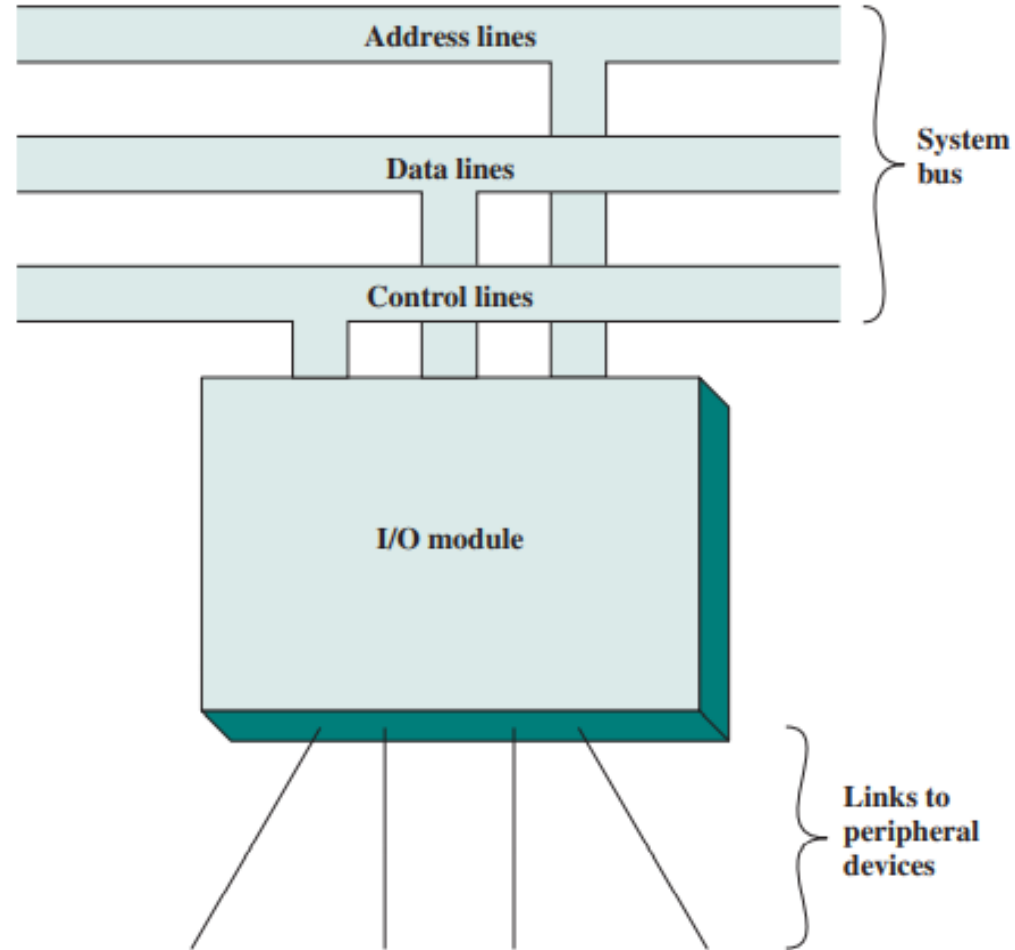 Address lines
Data lines
System
bus
Control lines
I/O module
Links to
peripheral
devices